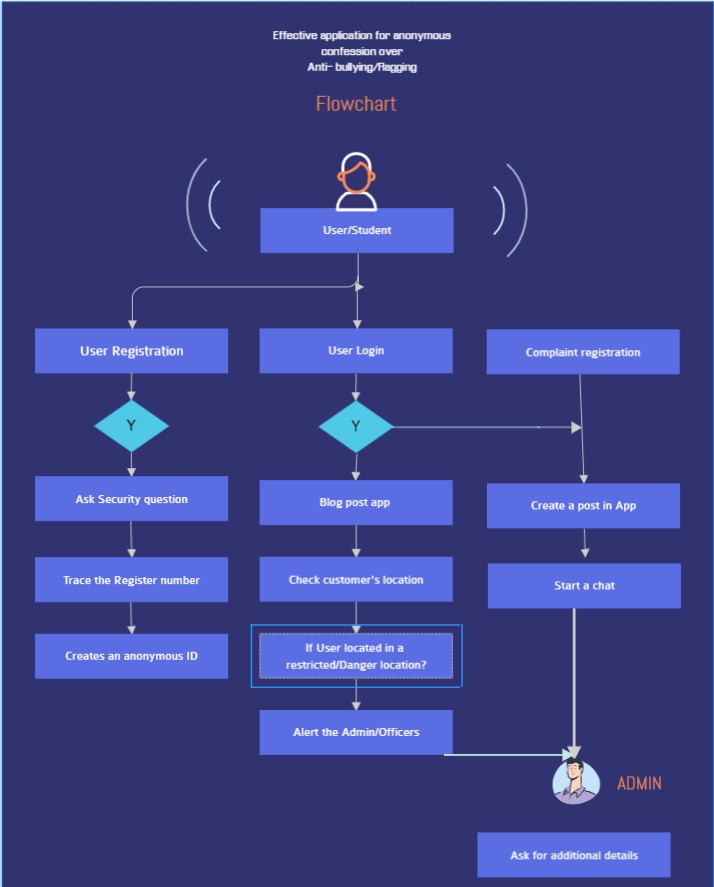 Effective application for anonymous
confession over
Anti- bullying/Ragging
Flowchart
User/Student
User Registration
User Login
Complaint registration
Y
Y
Ask Security question
Blog post app
Create a post in App
Trace the Register number
Check customer's location
Start a chat
Creates an anonymous ID
If User located in a
restricted/Danger location?
Alert the Admin/Officers
ADMIN
Ask for additional details